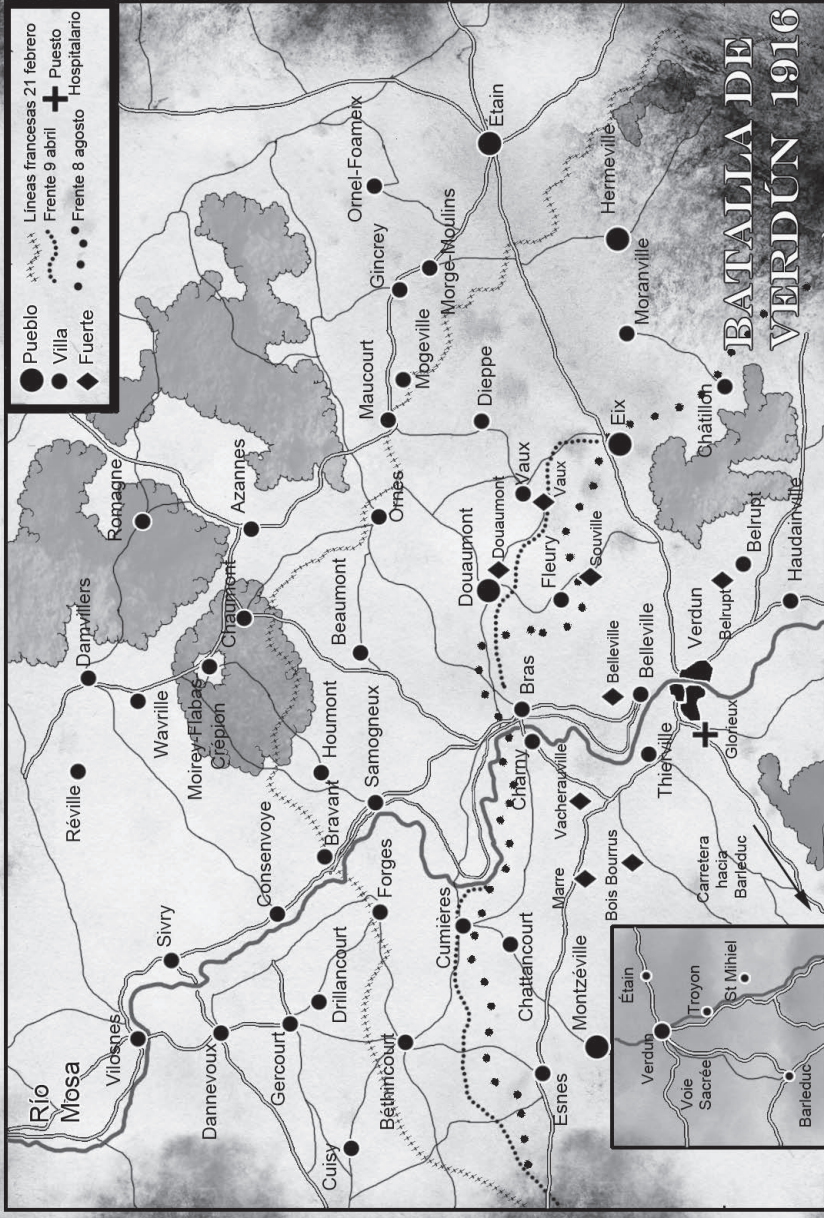 BATALLA DE
VERDÚN 1916
Pueblo
Villa
Fuerte
Líneas francesas 21 febrero
Frente 9 abril
Puesto
Hospitalario
Frente 8 agosto
Río
Mosa
Vilosnes
Sivry
Dannevoux
Gercourt
Drillancourt
Cuisy
Béthincourt
Forges
Consenvoye
Bravant
Réville
Damvillers
Wavrille
Moirey-Flabas
Crépion
Chaumont
Houmont
Samogneux
Romagne
Azannes
Beaumont
Ornes
Maucourt
Mogeville
Gincrey
Morge-Moulins
Ornel-Foameix
Etain
Dieppe
Hermeville
Moranville
Eix
Châtillon
Vaux
Vaux
Douaumont
Douaumont
Fleury
Souville
Bras
Charny
Vacherauville
Belleville
Belleville
Thierville
Verdun
Glorieux
Belrupt
Belrupt
Haudainville
Cumières
Chattancourt
Marre
Bois Bourrus
Montzéville
Esnes
Carretera
hacia
Barleduc
Étain
Verdun
Troyon
St Mihiel
Voie
Sacrée
Barleduc